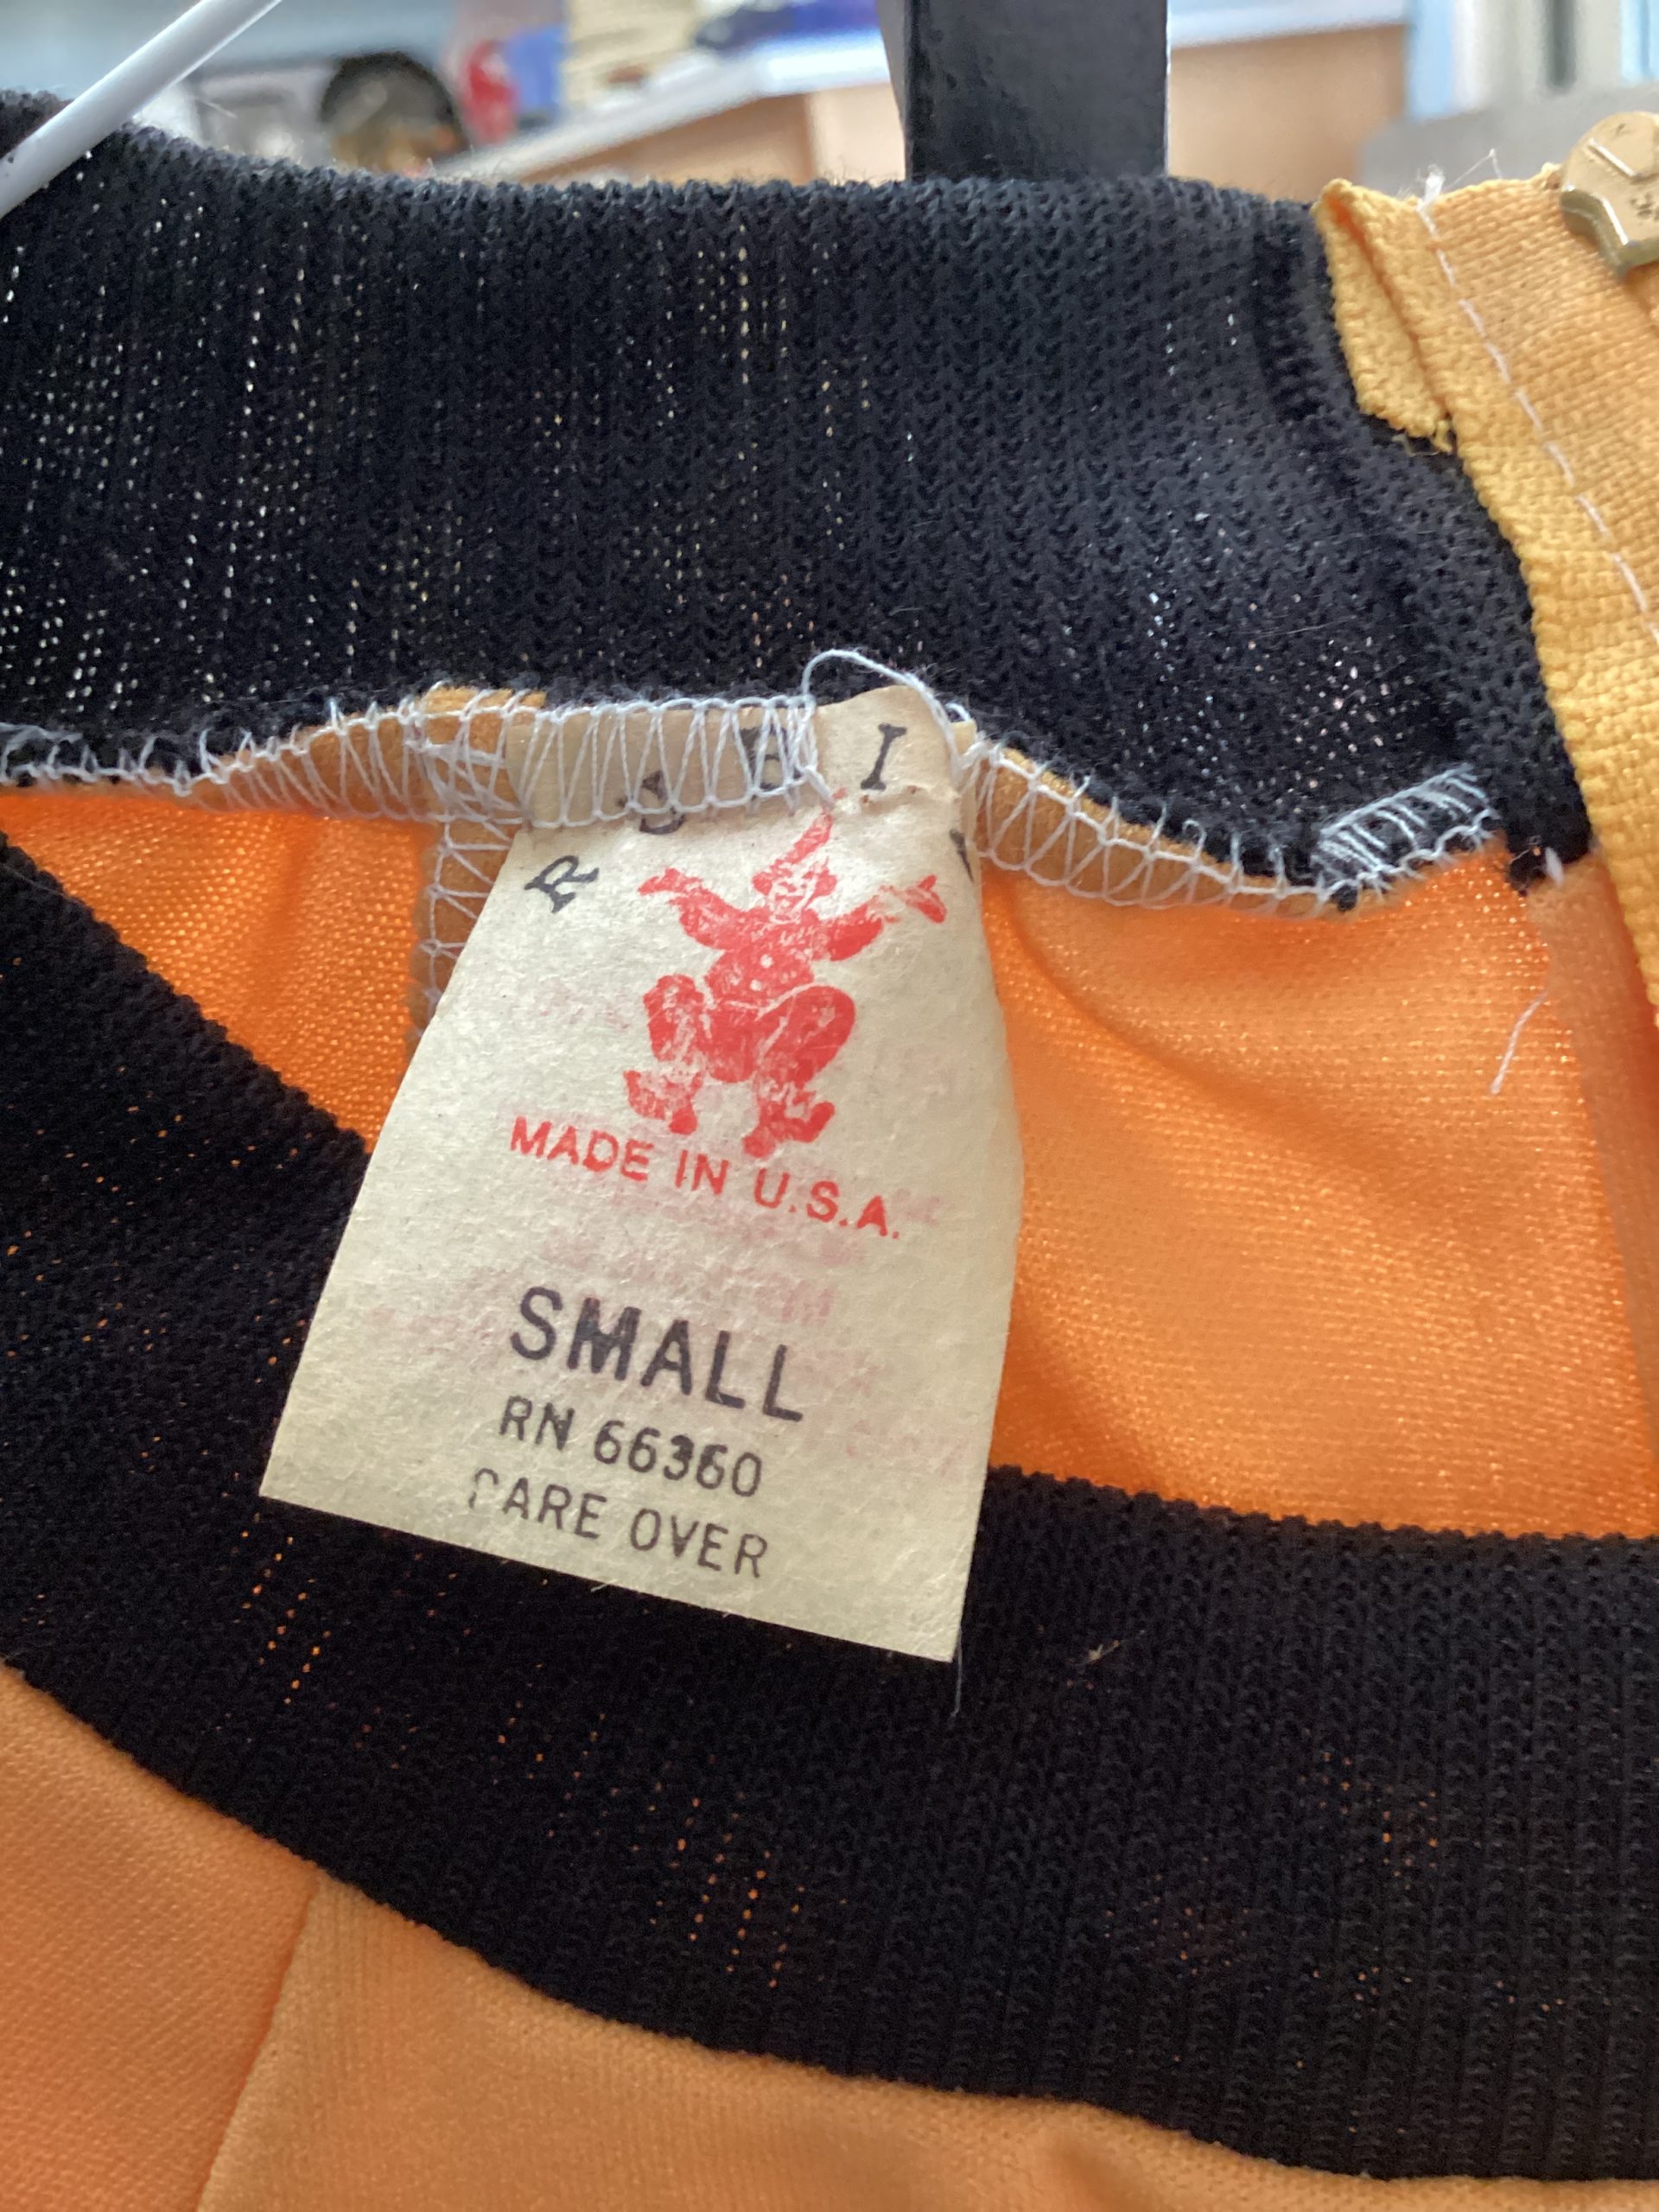 MADE IN U.S.A.
SMALL
RN 66360
CARE OVER